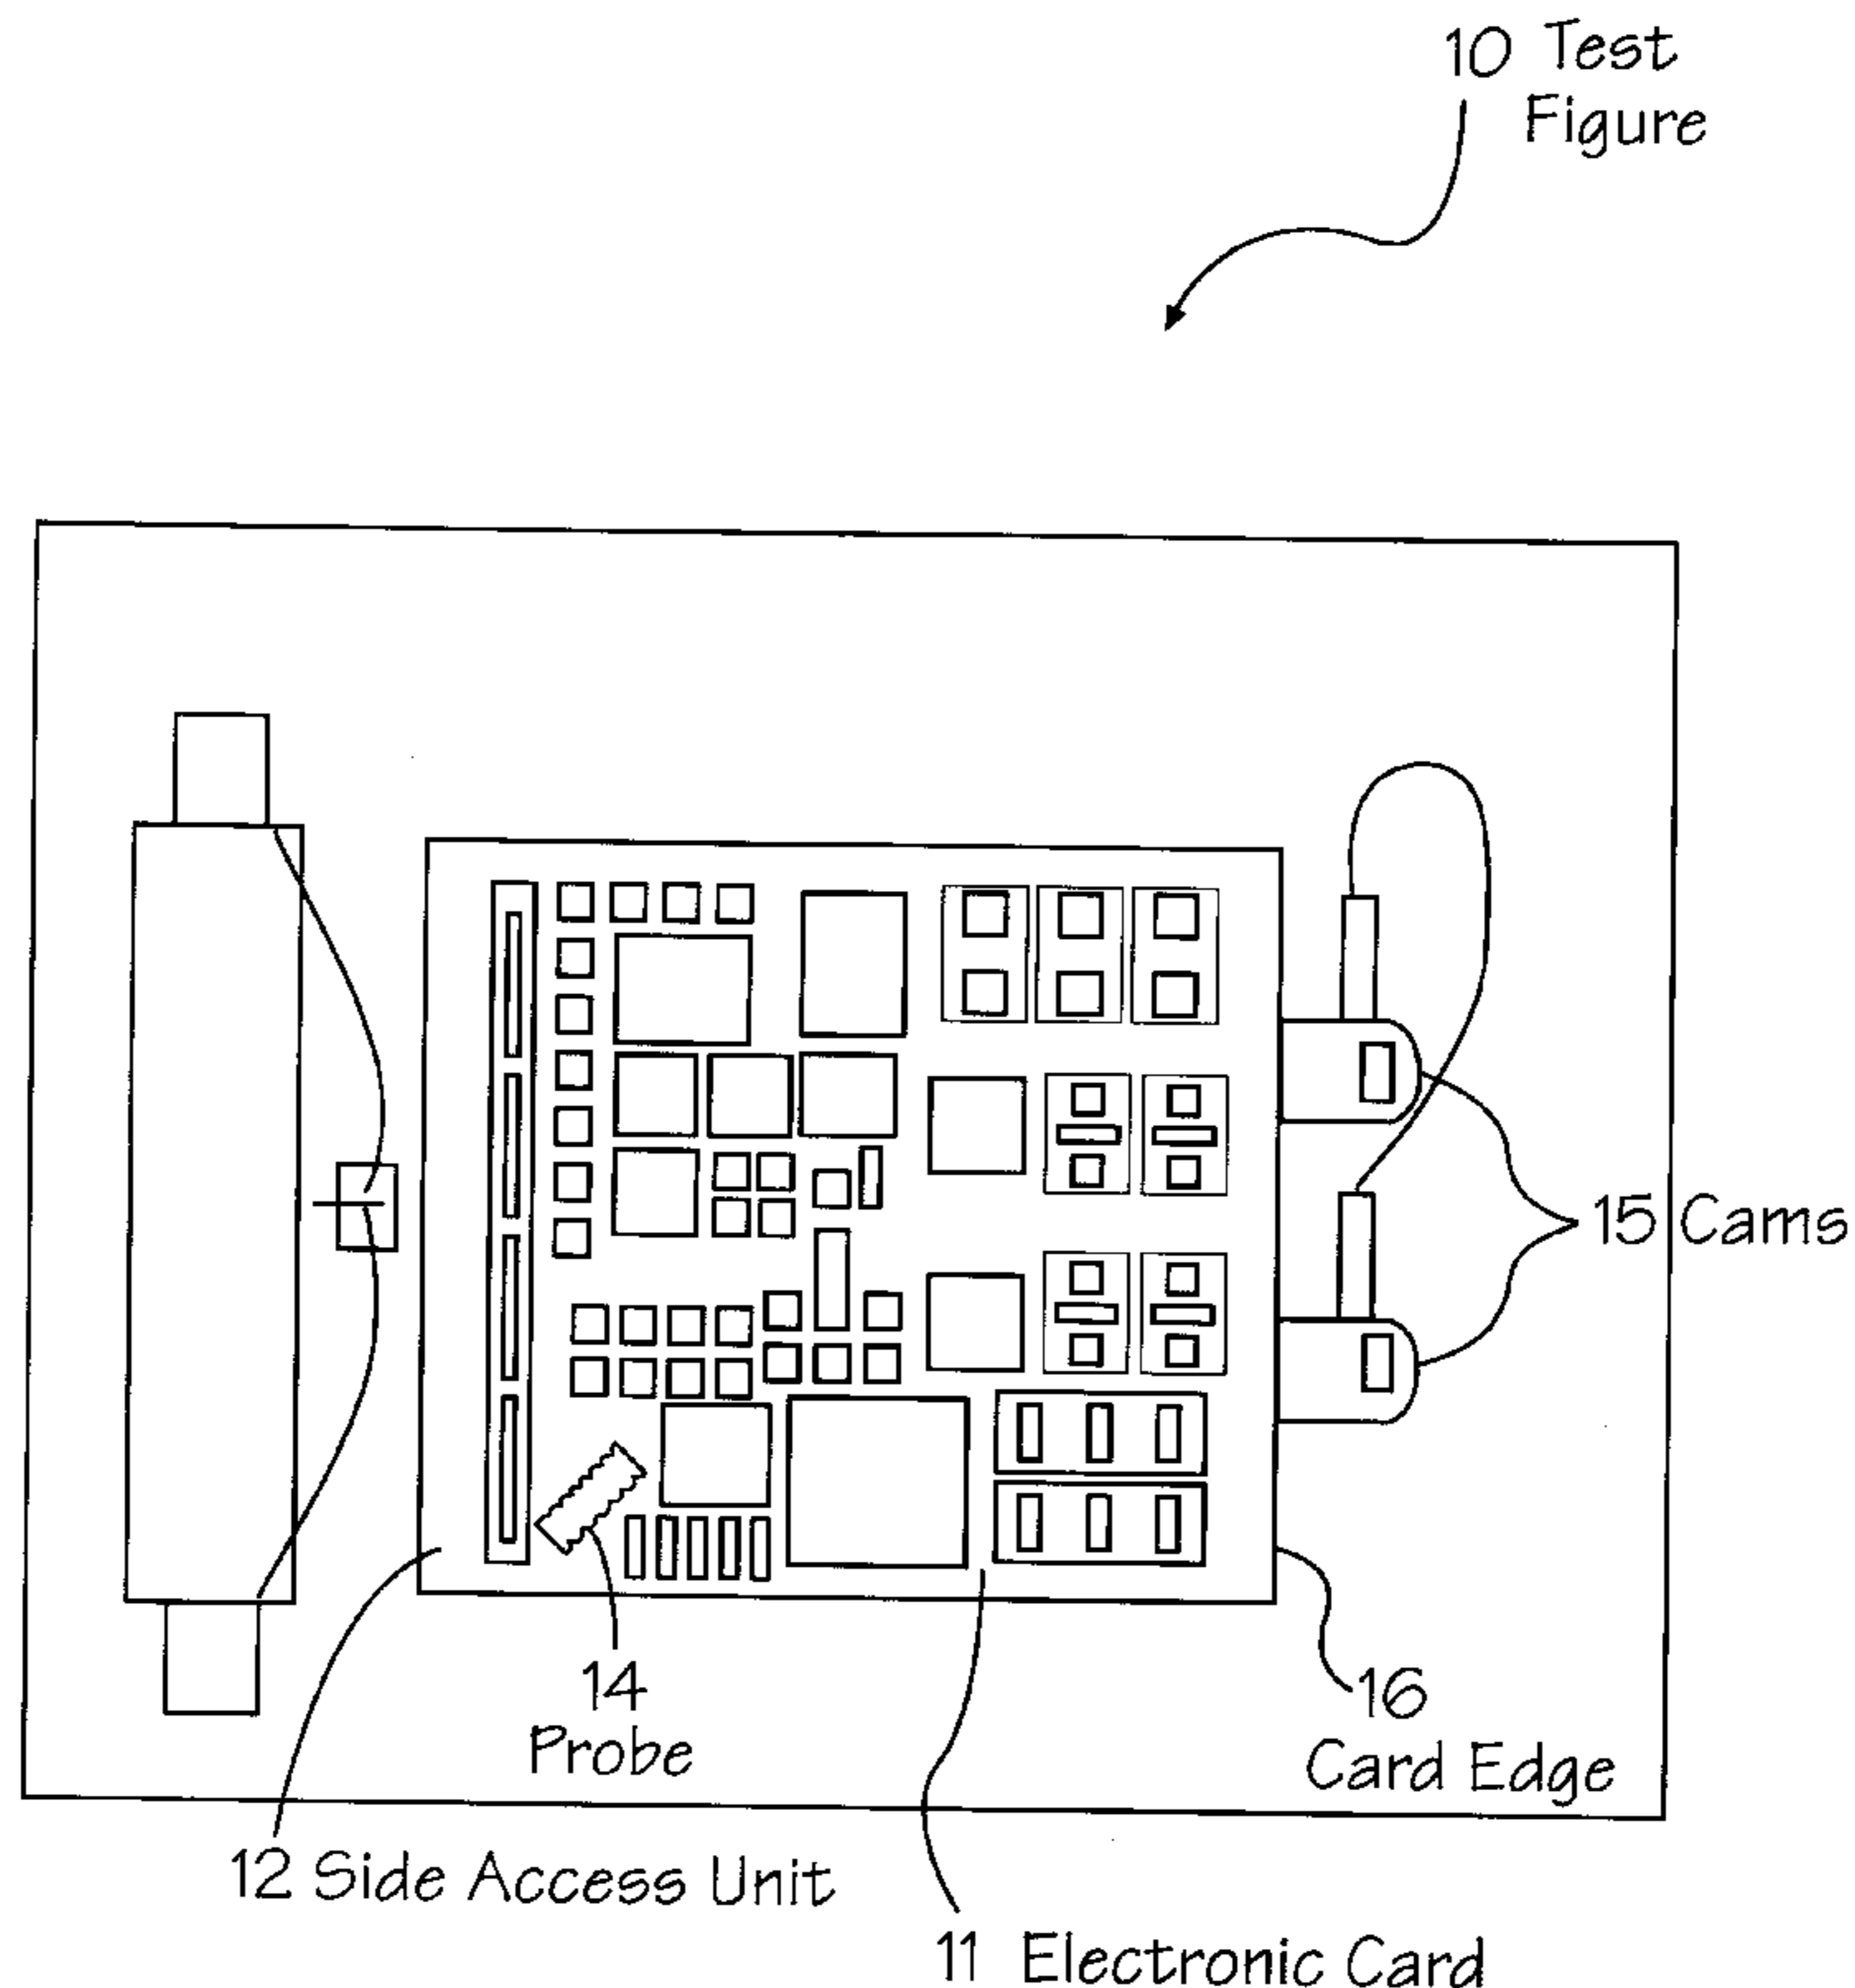 10 Test
Figure
15 Cams
14
Probe
16
Card Edge
12 Side Access Unit
11 Electronic Card